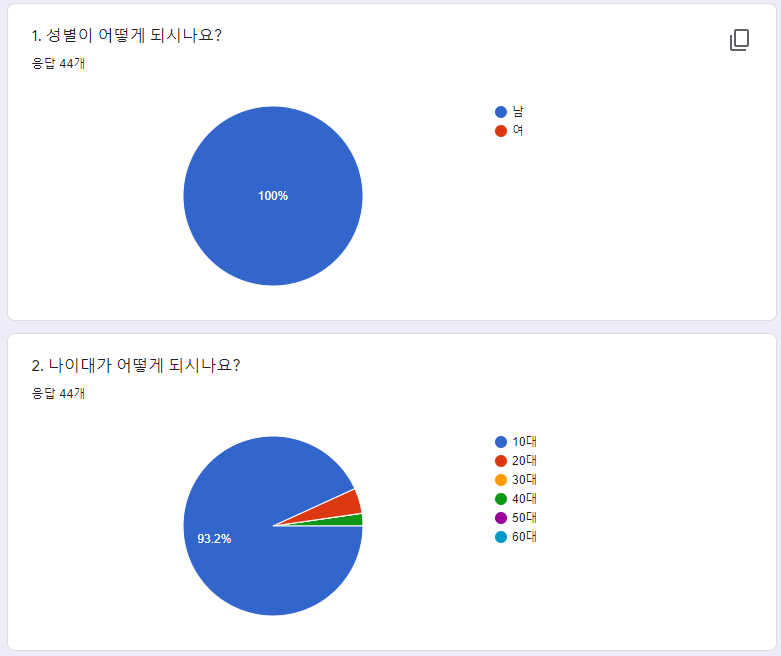 1. 성별이 어떻게 되시나요?
응답 44개
남
여
100%
2. 나이대가 어떻게 되시나요?
응답 44개
10대
20대
30대
40대
50대
60대
93.2%